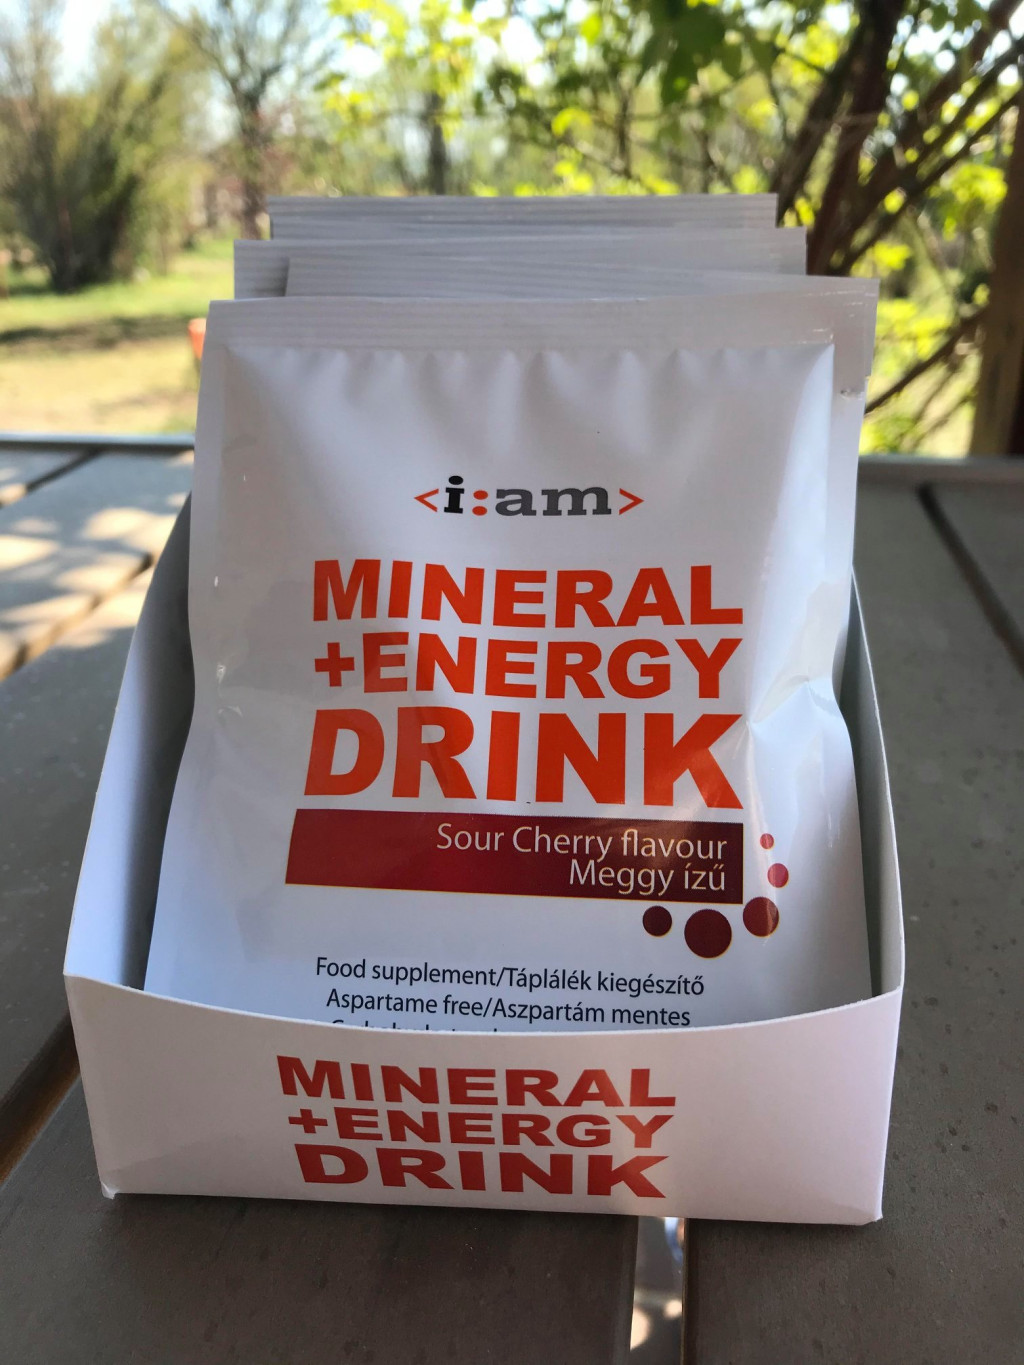 <i:am>
MINERAL
+ENERGY
DRINK
Sour Cherry flavour
Meggy ízű
Food supplement/Táplálék kiegészítő
Aspartame free/Aszpartám mentes
MINERAL
+ENERGY
DRINK